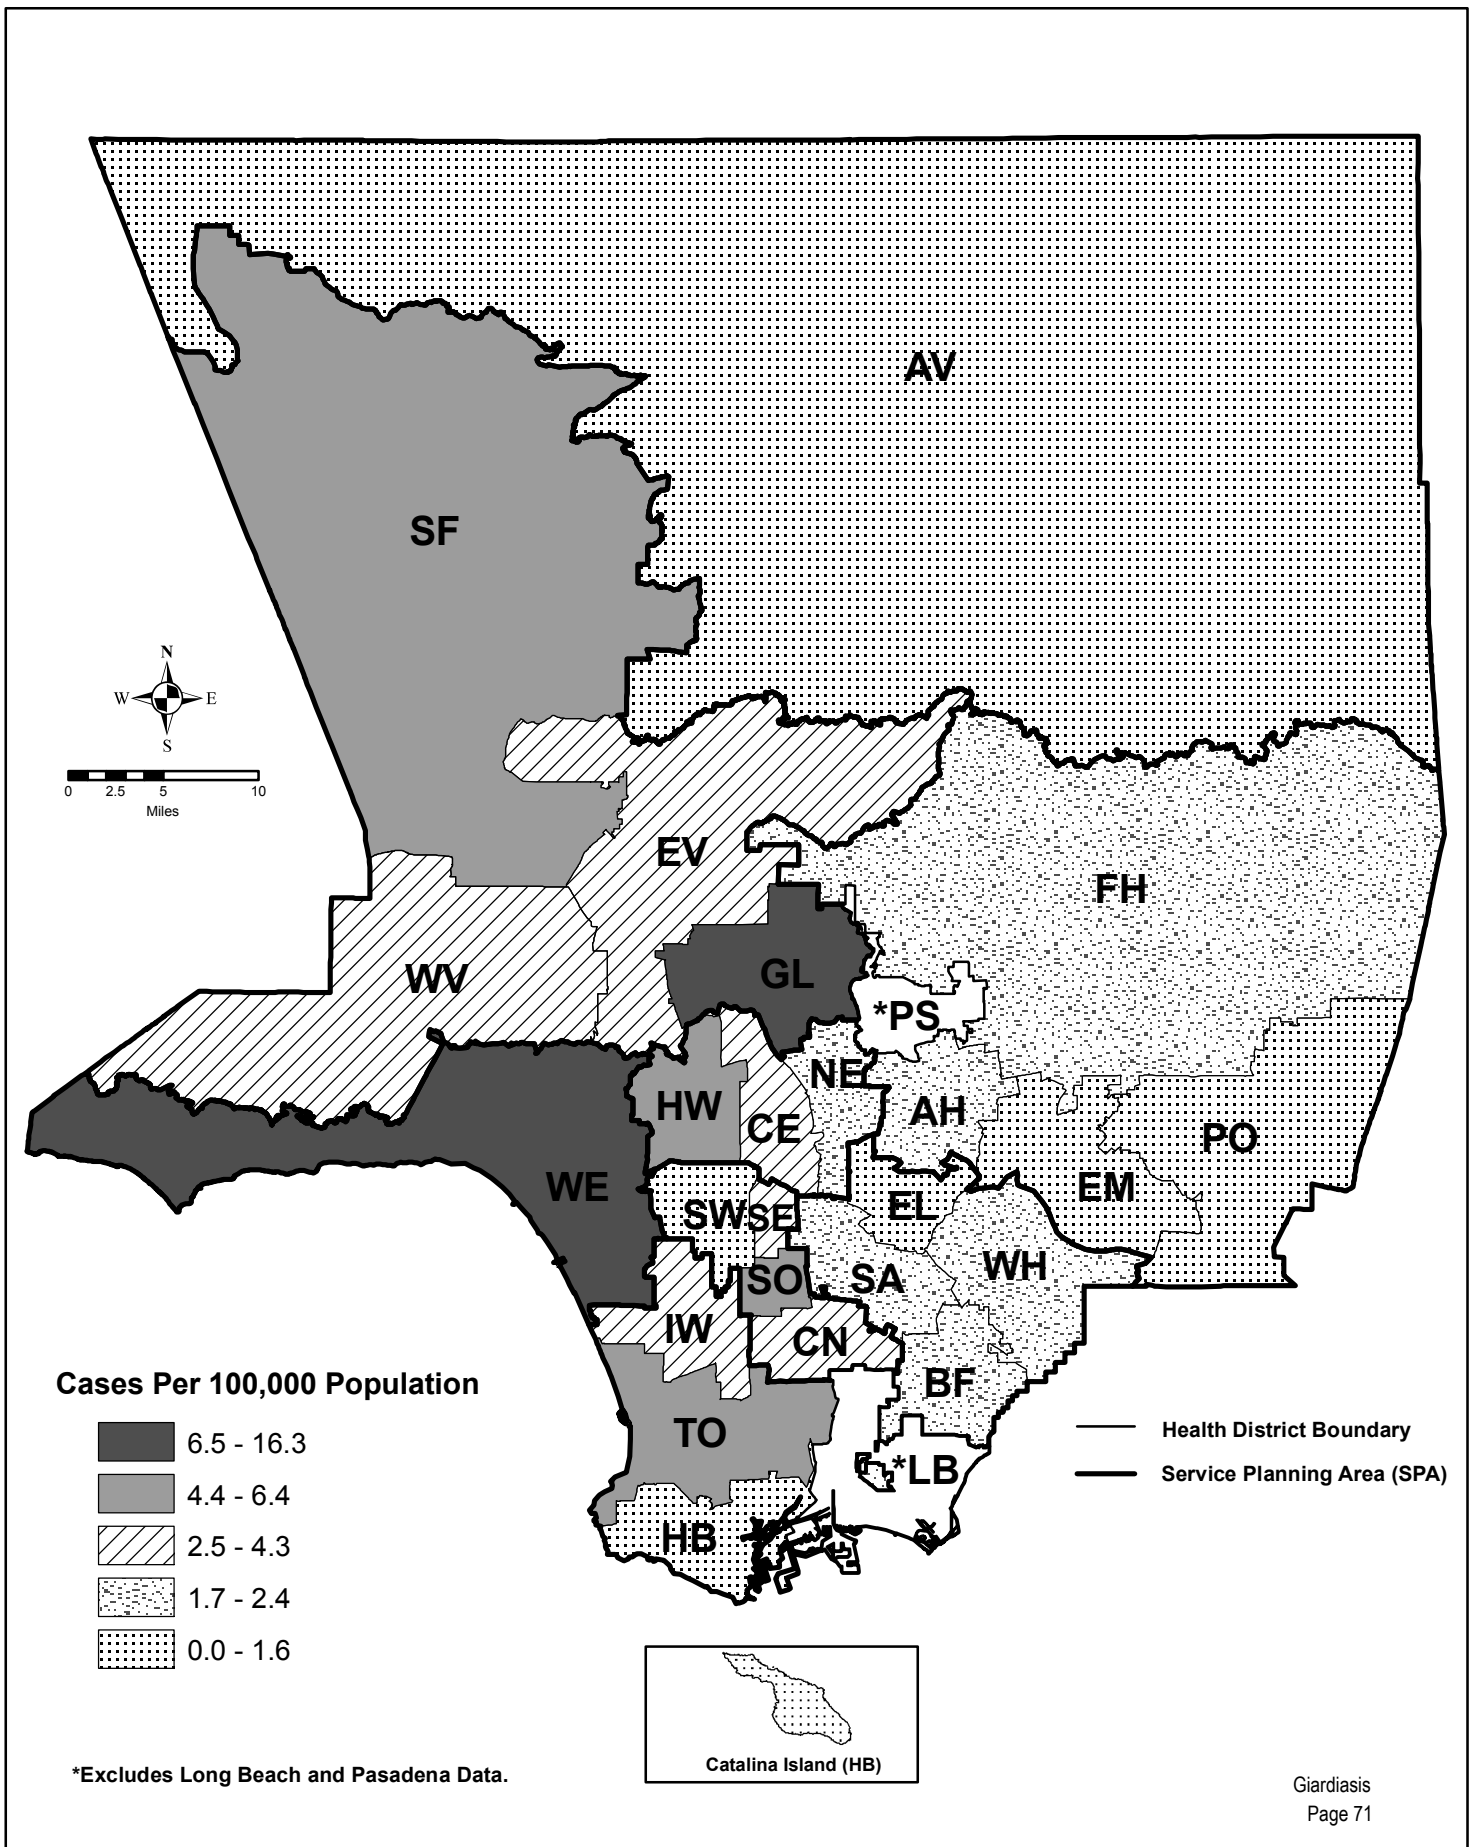 AV
SF
N
W E
S
0 2.5 5 10
Miles
EV
FH
WV
GL
*PS
NE
HW
AH
CE
PO
WE
EM
EL
SW
SE
WH
SA
SO
IW
CN
BF
TO
*LB
HB
Cases Per 100,000 Population
6.5 - 16.3
4.4 - 6.4
2.5 - 4.3
1.7 - 2.4
0.0 - 1.6
Health District Boundary
Service Planning Area (SPA)
Catalina Island (HB)
*Excludes Long Beach and Pasadena Data.
Giardiasis
Page 71